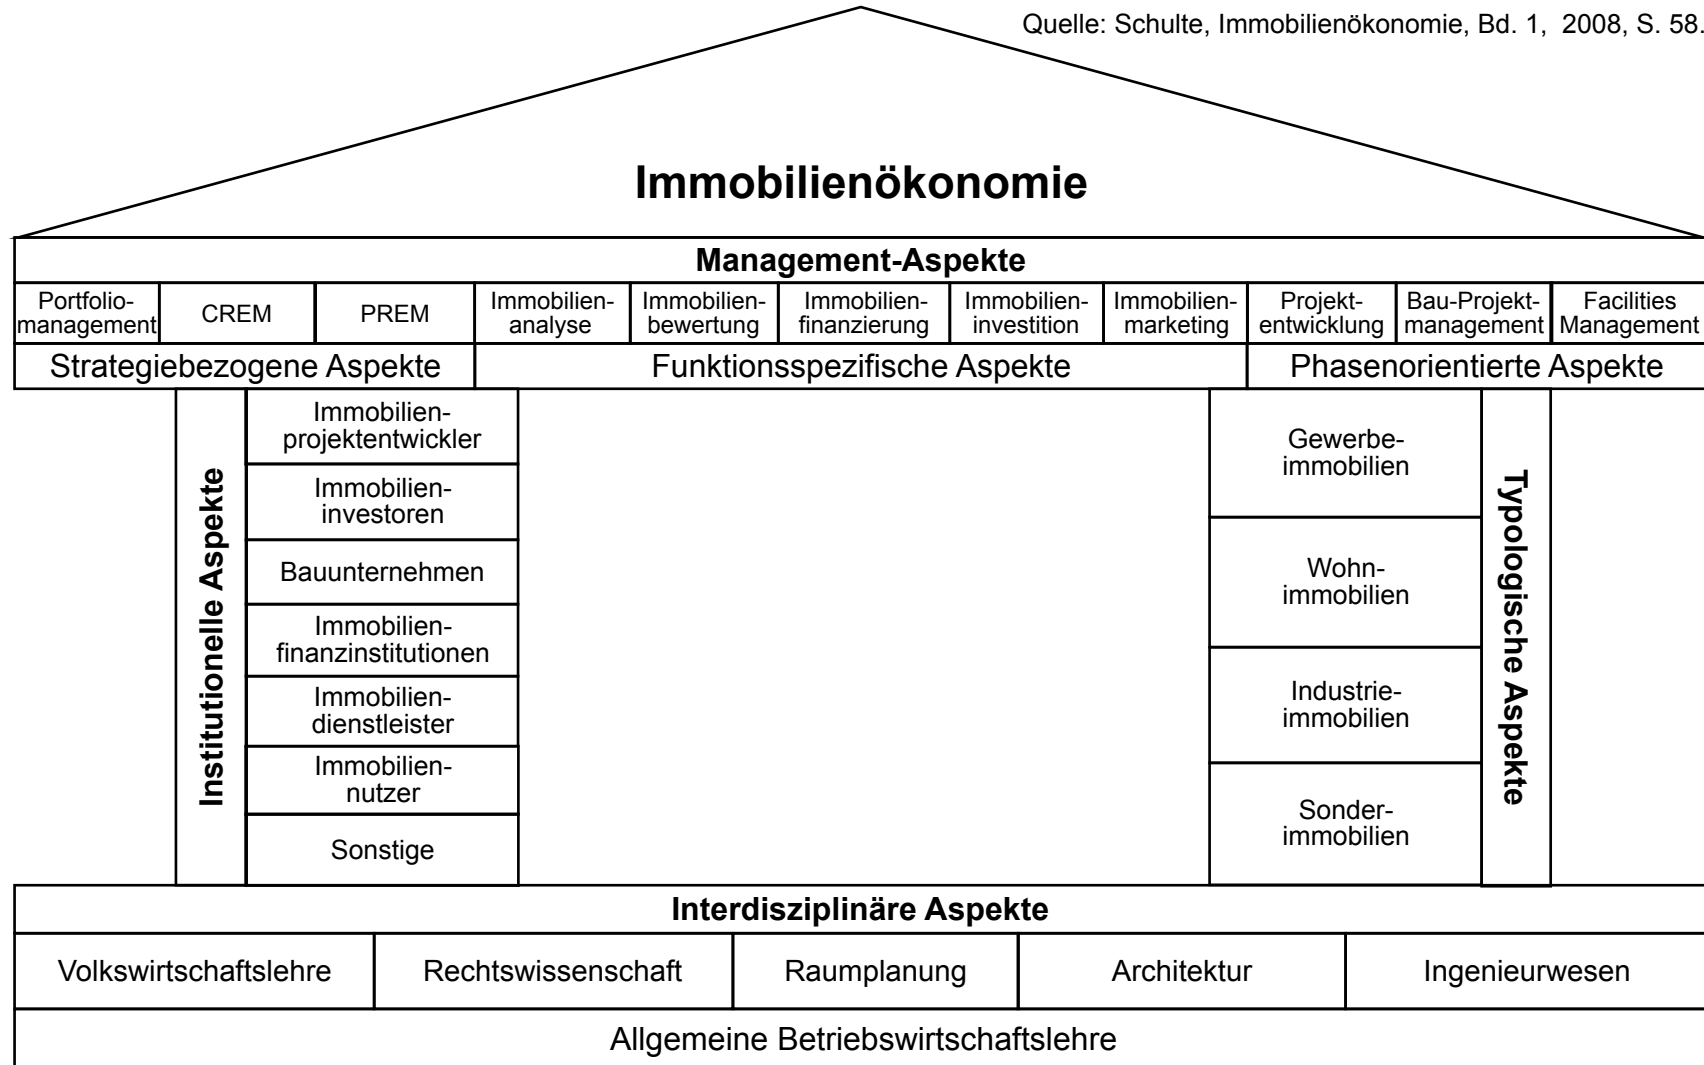 Quelle: Schulte, Immobilienökonomie, Bd. 1, 2008, S. 58.
Immobilienökonomie
Management-Aspekte
Portfolio-
management
CREM
PREM
Immobilien-
analyse
Immobilien-
bewertung
Immobilien-
finanzierung
Immobilien-
investition
Immobilien-
marketing
Projekt-
entwicklung
Bau-Projekt-
management
Facilities
Management
Strategiebezogene Aspekte
Funktionsspezifische Aspekte
Phasenorientierte Aspekte
Institutionelle Aspekte
Immobilien-
projektentwickler
Immobilien-
investoren
Bauunternehmen
Immobilien-
finanzinstitutionen
Immobilien-
dienstleister
Immobilien-
nutzer
Sonstige
Gewerbe-
immobilien
Wohn-
immobilien
Industrie-
immobilien
Sonder-
immobilien
Typologische Aspekte
Interdisziplinäre Aspekte
Volkswirtschaftslehre
Rechtswissenschaft
Raumplanung
Architektur
Ingenieurwesen
Allgemeine Betriebswirtschaftslehre